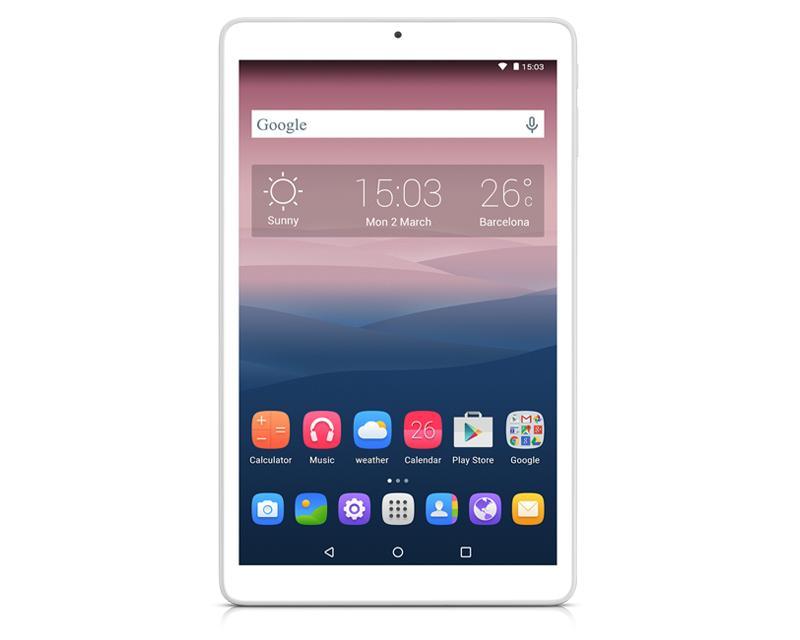 15:03
Google
15:03 26°C
Sunny Mon 2 March Barcelona
26
Calculator Music weather Calendar Play Store Google